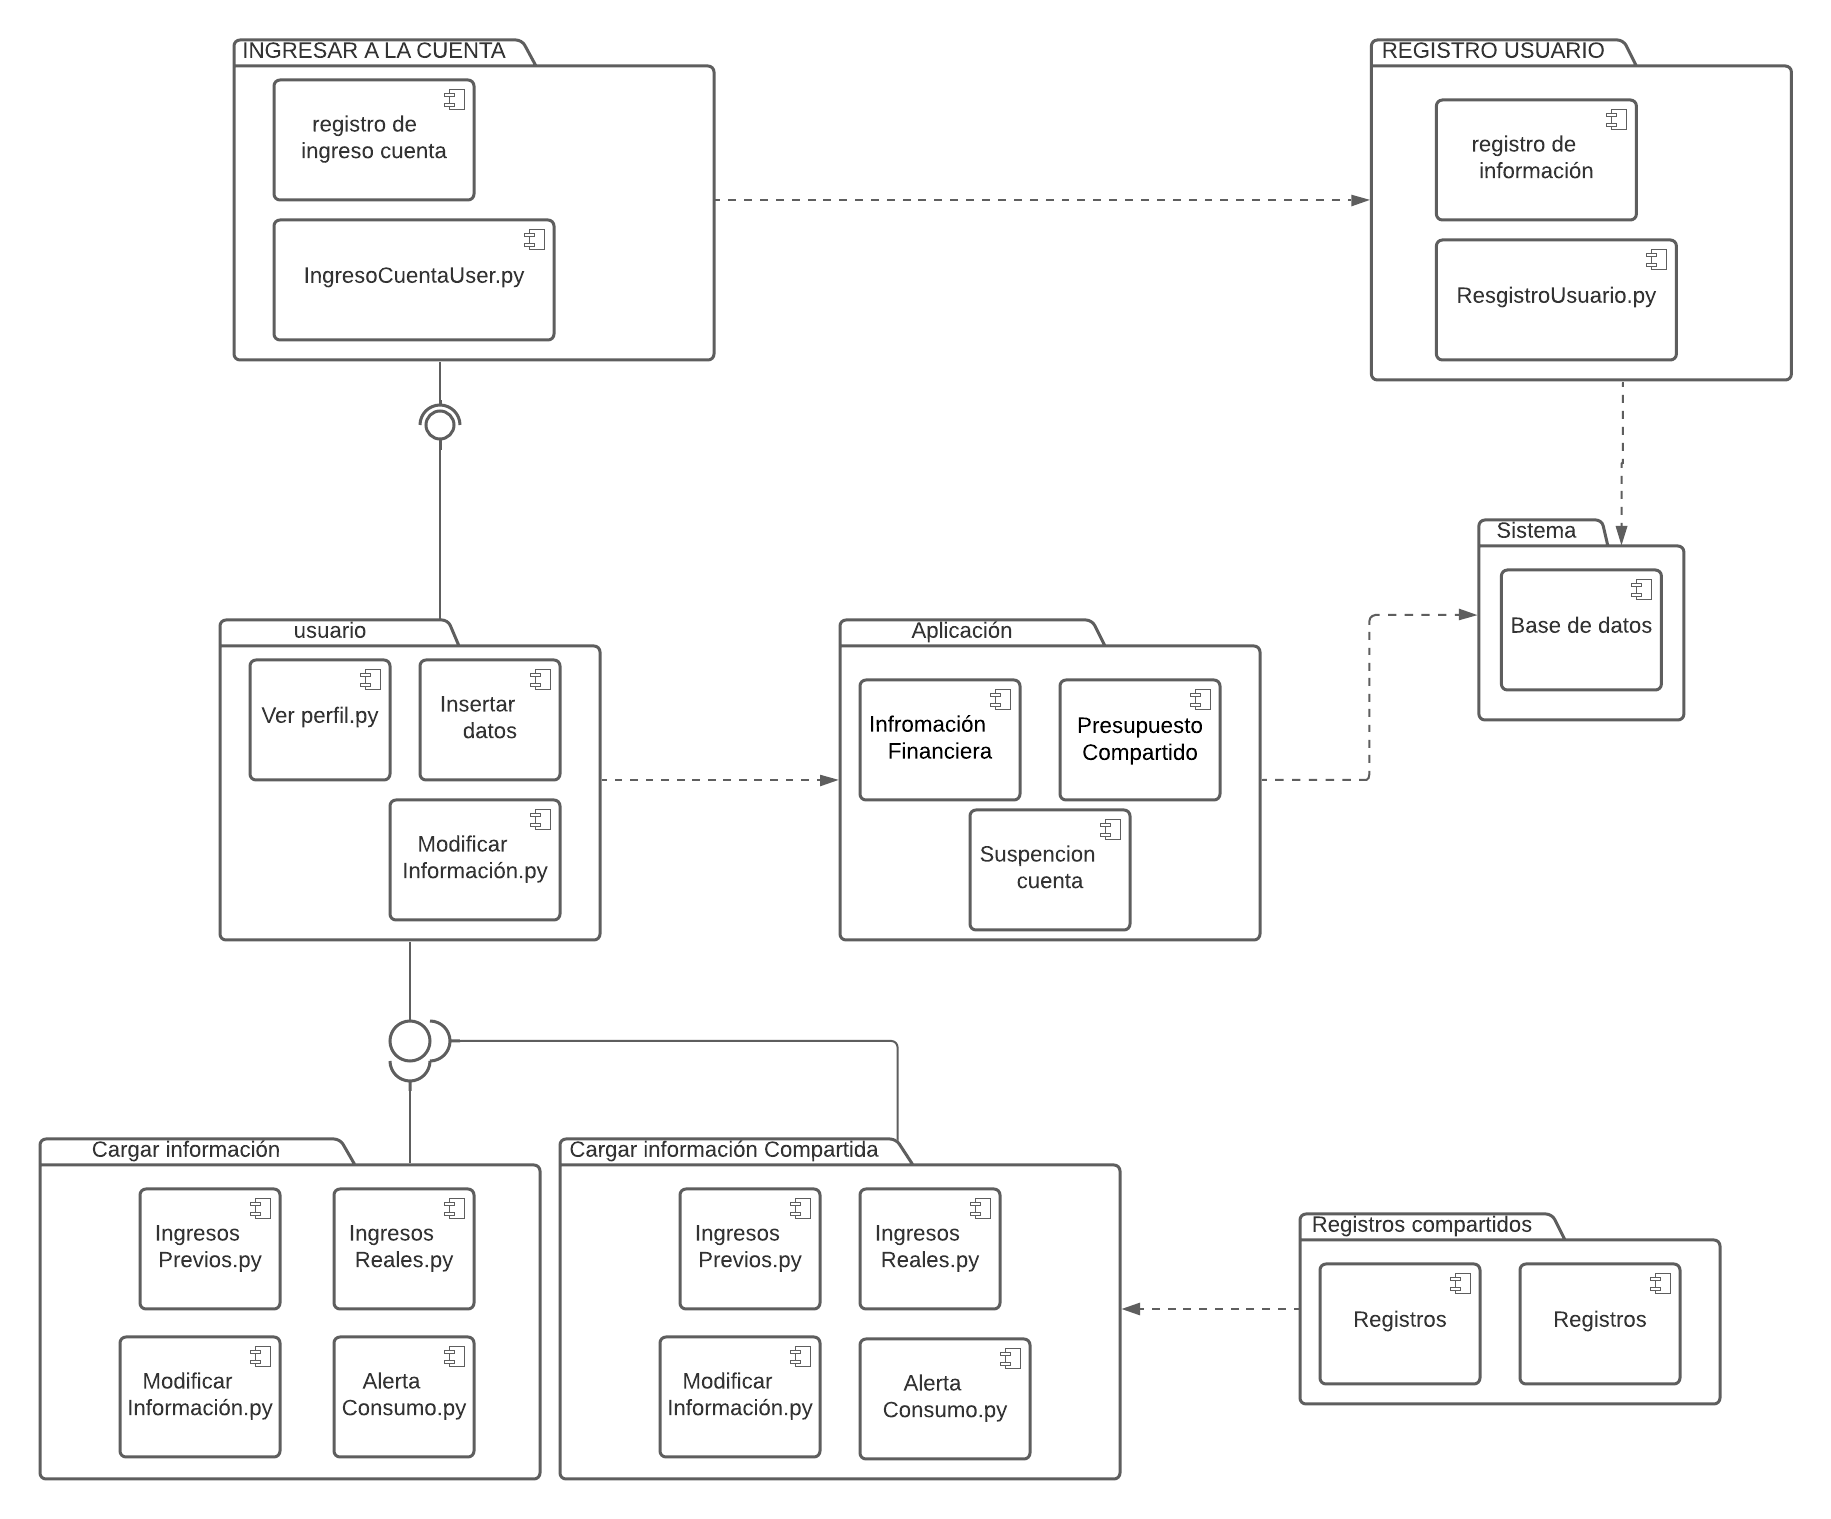 INGRESAR A LA CUENTA
registro de
ingreso cuenta
IngresoCuentaUser.py
REGISTRO USUARIO
registro de
información
ResgistroUsuario.py
Sistema
Base de datos
usuario
Ver perfil.py
Insertar
datos
Modificar
Información.py
Aplicación
Infromación
Financiera
Presupuesto
Compartido
Suspencion
cuenta
Cargar información
Ingresos
Previos.py
Ingresos
Reales.py
Modificar
Información.py
Alerta
Consumo.py
Cargar información Compartida
Ingresos
Previos.py
Ingresos
Reales.py
Modificar
Información.py
Alerta
Consumo.py
Registros compartidos
Registros
Registros